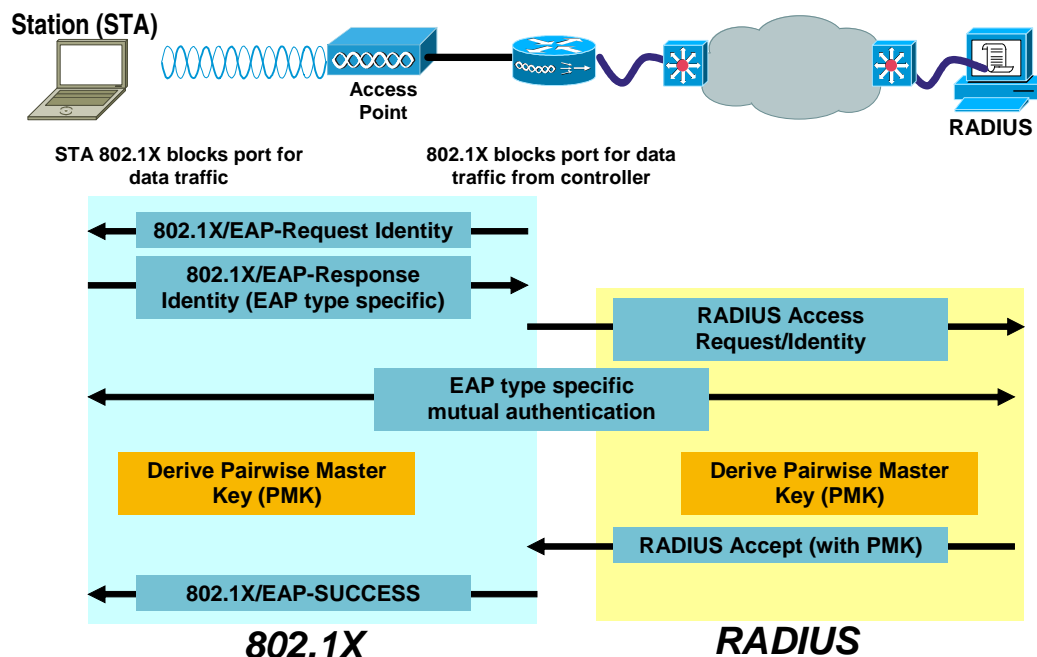 Station (STA)
Access
Point
RADIUS
STA 802.1X blocks port for
data traffic
802.1X blocks port for data
traffic from controller
802.1X/EAP-Request Identity
802.1X/EAP-Response
Identity (EAP type specific)
RADIUS Access
Request/Identity
EAP type specific
mutual authentication
Derive Pairwise Master
Key (PMK)
Derive Pairwise Master
Key (PMK)
RADIUS Accept (with PMK)
802.1X/EAP-SUCCESS
802.1X
RADIUS